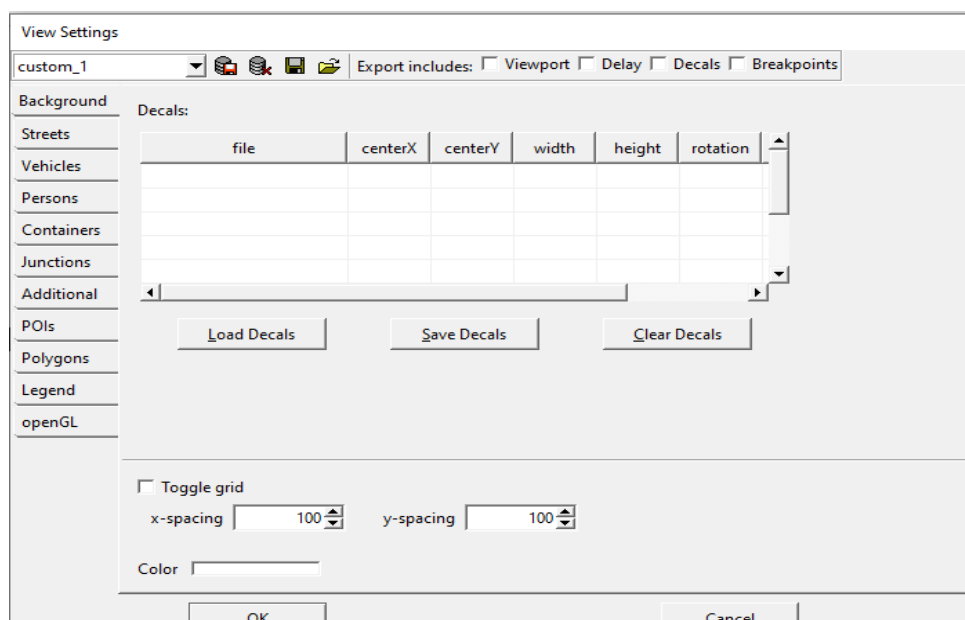 View Settings
custom_1 Export includes: Viewport Delay Decals Breakpoints
Background
Streets
Vehicles
Persons
Containers
Junctions
Additional
POIs
Polygons
Legend
openGL
Decals:
file centerX centerY width height rotation
Load Decals Save Decals Clear Decals
Toggle grid
x-spacing 100 y-spacing 100
Color
OK Cancel